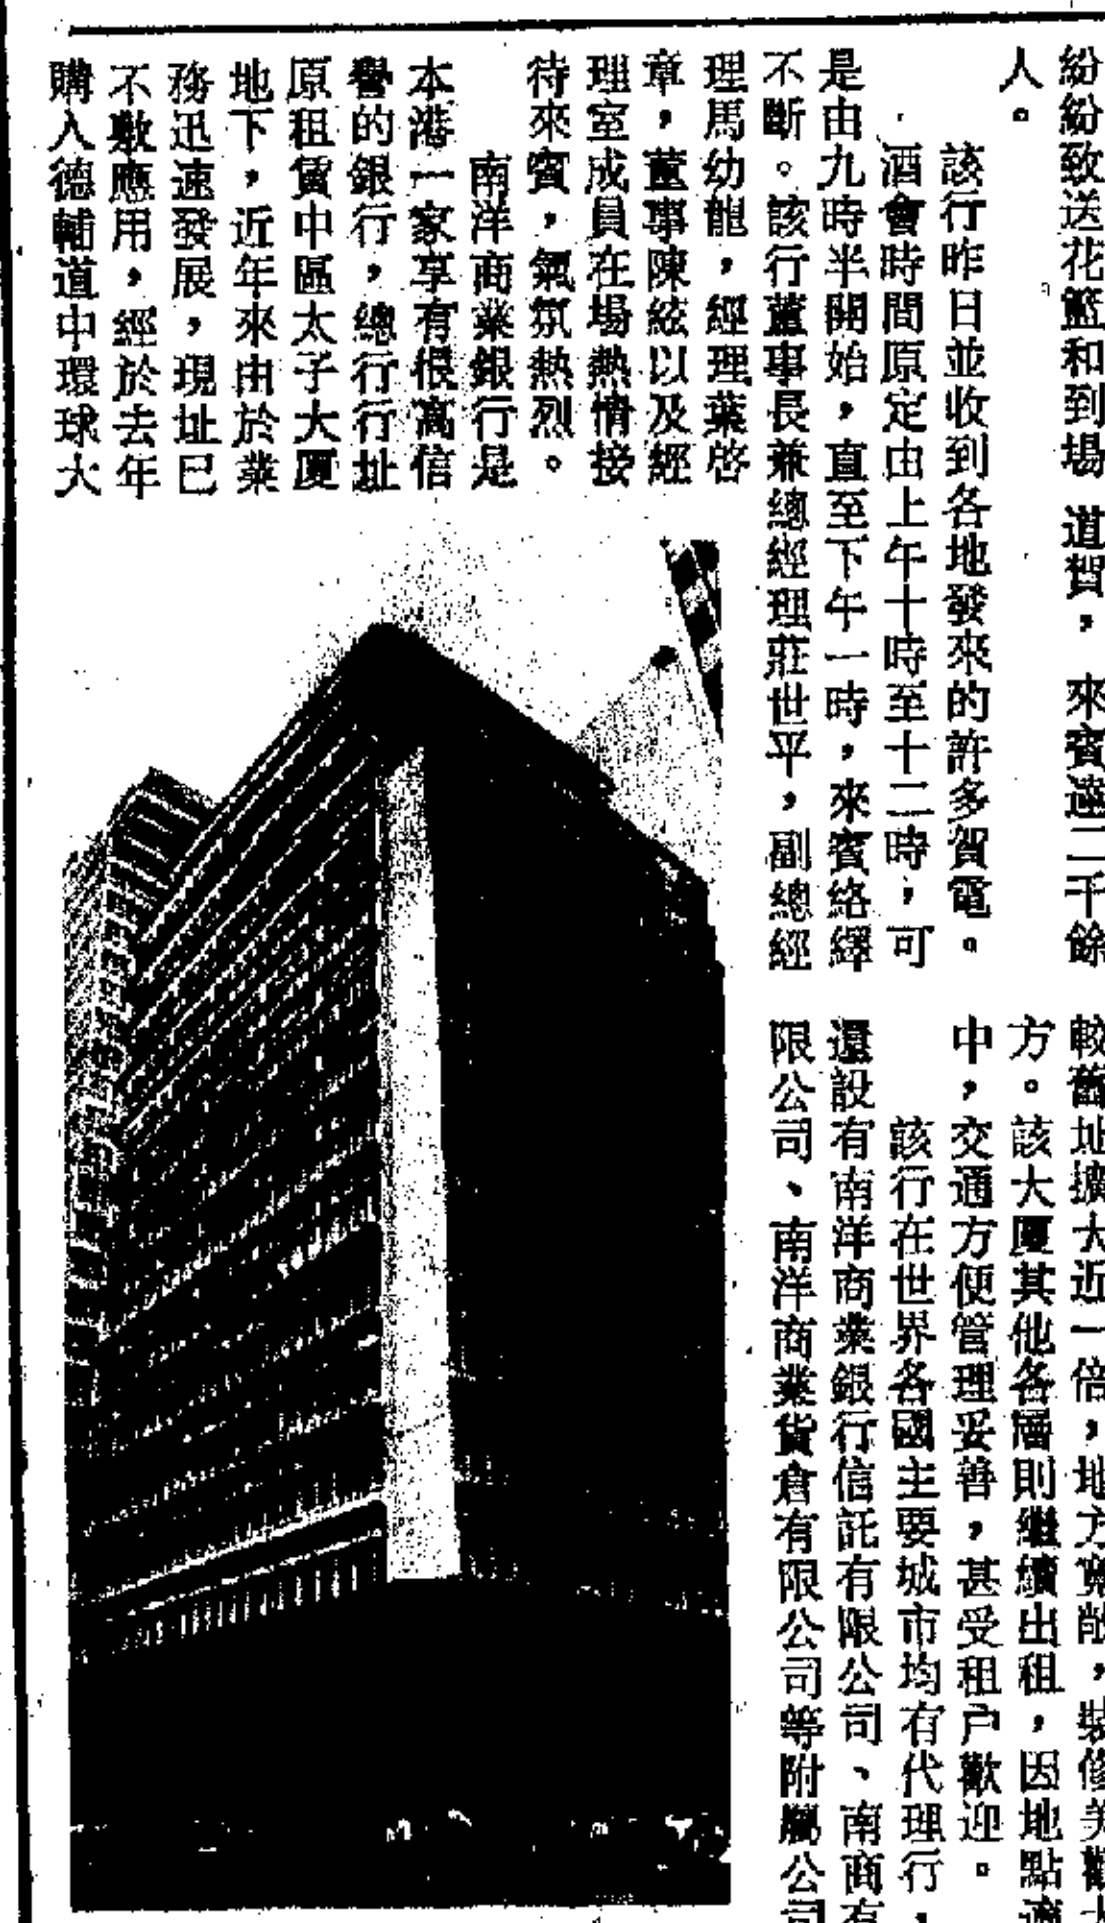 紛紛致送花籃和到場道賀，來賓達二千餘
人。
該行昨日並收到各地發來的許多賀電。
酒會時間原定由上午十時至十二時，可
是由九時半開始，直至下午一時，來賓絡繹
不斷。該行董事長兼總經理莊世平，副總經
理馬幼龍，經理葉啓
章，董事陳紘以及經
理室成員在場熱情接
待來賓，氣氛熱烈。
南洋商業銀行是
本港一家享有很高信
譽的銀行，總行行址
原租賃中區太子大厦
地下，近年來由於業
務迅速發展，現址已
不敷應用，經於去年
購入德輔道中環球大
較舊址擴大近一倍，地方寬敞，裝修美觀大
方。該大厦其他各層則繼續出租，因地點適
中，交通方便管理妥善，甚受租戶歡迎。
該行在世界各國主要城市均有代理行，
還設有南洋商業銀行信託有限公司、南商有
限公司、南洋商業貨倉有限公司等附屬公司